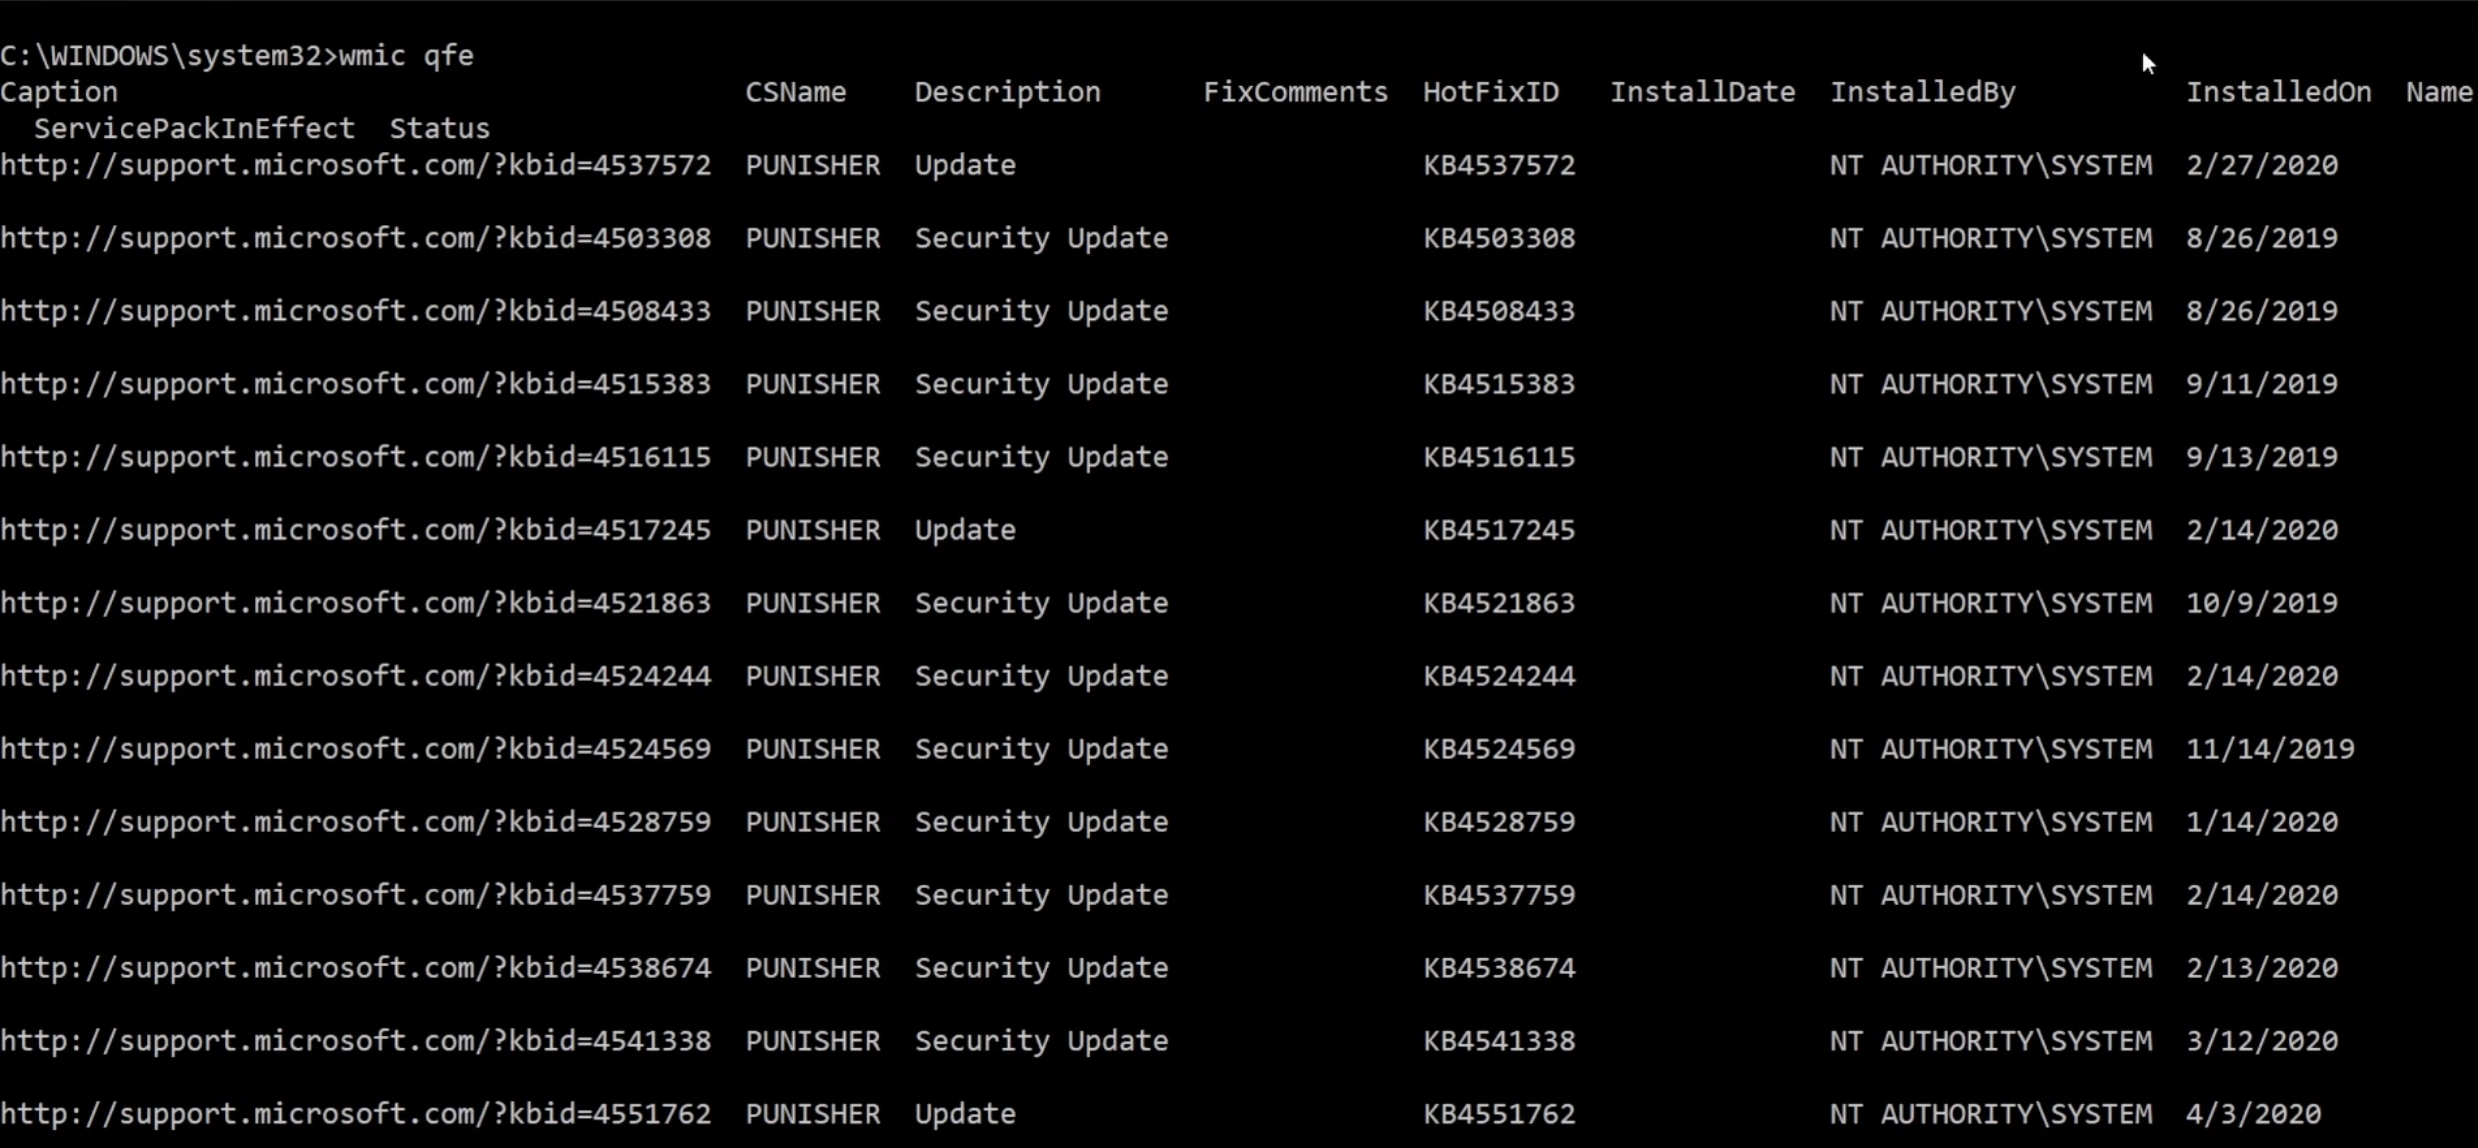 C:\WINDOWS\system32>wmic qfe
Caption                                     CSName    Description      FixComments  HotFixID   InstallDate  InstalledBy          InstalledOn  Name
  ServicePackInEffect  Status
http://support.microsoft.com/?kbid=4537572  PUNISHER  Update                        KB4537572               NT AUTHORITY\SYSTEM  2/27/2020
http://support.microsoft.com/?kbid=4503308  PUNISHER  Security Update               KB4503308               NT AUTHORITY\SYSTEM  8/26/2019
http://support.microsoft.com/?kbid=4508433  PUNISHER  Security Update               KB4508433               NT AUTHORITY\SYSTEM  8/26/2019
http://support.microsoft.com/?kbid=4515383  PUNISHER  Security Update               KB4515383               NT AUTHORITY\SYSTEM  9/11/2019
http://support.microsoft.com/?kbid=4516115  PUNISHER  Security Update               KB4516115               NT AUTHORITY\SYSTEM  9/13/2019
http://support.microsoft.com/?kbid=4517245  PUNISHER  Update                        KB4517245               NT AUTHORITY\SYSTEM  2/14/2020
http://support.microsoft.com/?kbid=4521863  PUNISHER  Security Update               KB4521863               NT AUTHORITY\SYSTEM  10/9/2019
http://support.microsoft.com/?kbid=4524244  PUNISHER  Security Update               KB4524244               NT AUTHORITY\SYSTEM  2/14/2020
http://support.microsoft.com/?kbid=4524569  PUNISHER  Security Update               KB4524569               NT AUTHORITY\SYSTEM  11/14/2019
http://support.microsoft.com/?kbid=4528759  PUNISHER  Security Update               KB4528759               NT AUTHORITY\SYSTEM  1/14/2020
http://support.microsoft.com/?kbid=4537759  PUNISHER  Security Update               KB4537759               NT AUTHORITY\SYSTEM  2/14/2020
http://support.microsoft.com/?kbid=4538674  PUNISHER  Security Update               KB4538674               NT AUTHORITY\SYSTEM  2/13/2020
http://support.microsoft.com/?kbid=4541338  PUNISHER  Security Update               KB4541338               NT AUTHORITY\SYSTEM  3/12/2020
http://support.microsoft.com/?kbid=4551762  PUNISHER  Update                        KB4551762               NT AUTHORITY\SYSTEM  4/3/2020